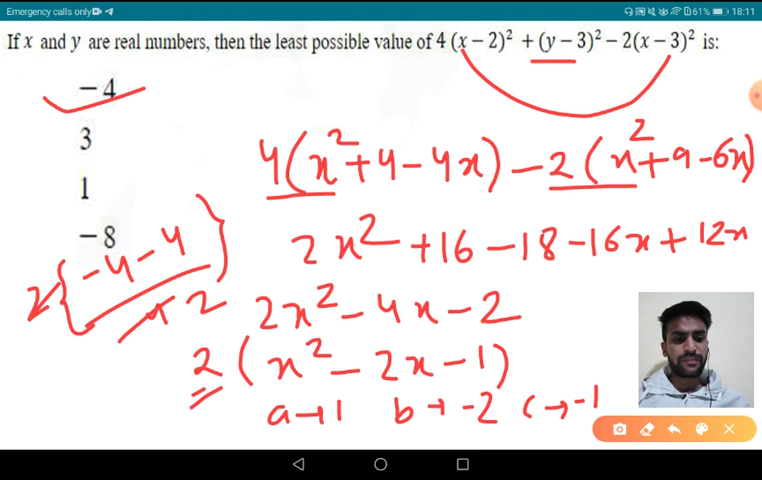 Emergency calls only 61% 18:11
If x and y are real numbers, then the least possible value of 4 (x − 2)² + (y − 3)² − 2(x − 3)² is:
− 4
3
1
− 8
4(x²+4−4x) −2(x²+9−6x)
2x² +16 −18 −16x + 12x
2{ −4−4 }
4 2
2x² − 4x − 2
2 (x² − 2x − 1)
a→1 b→−2 c→−1